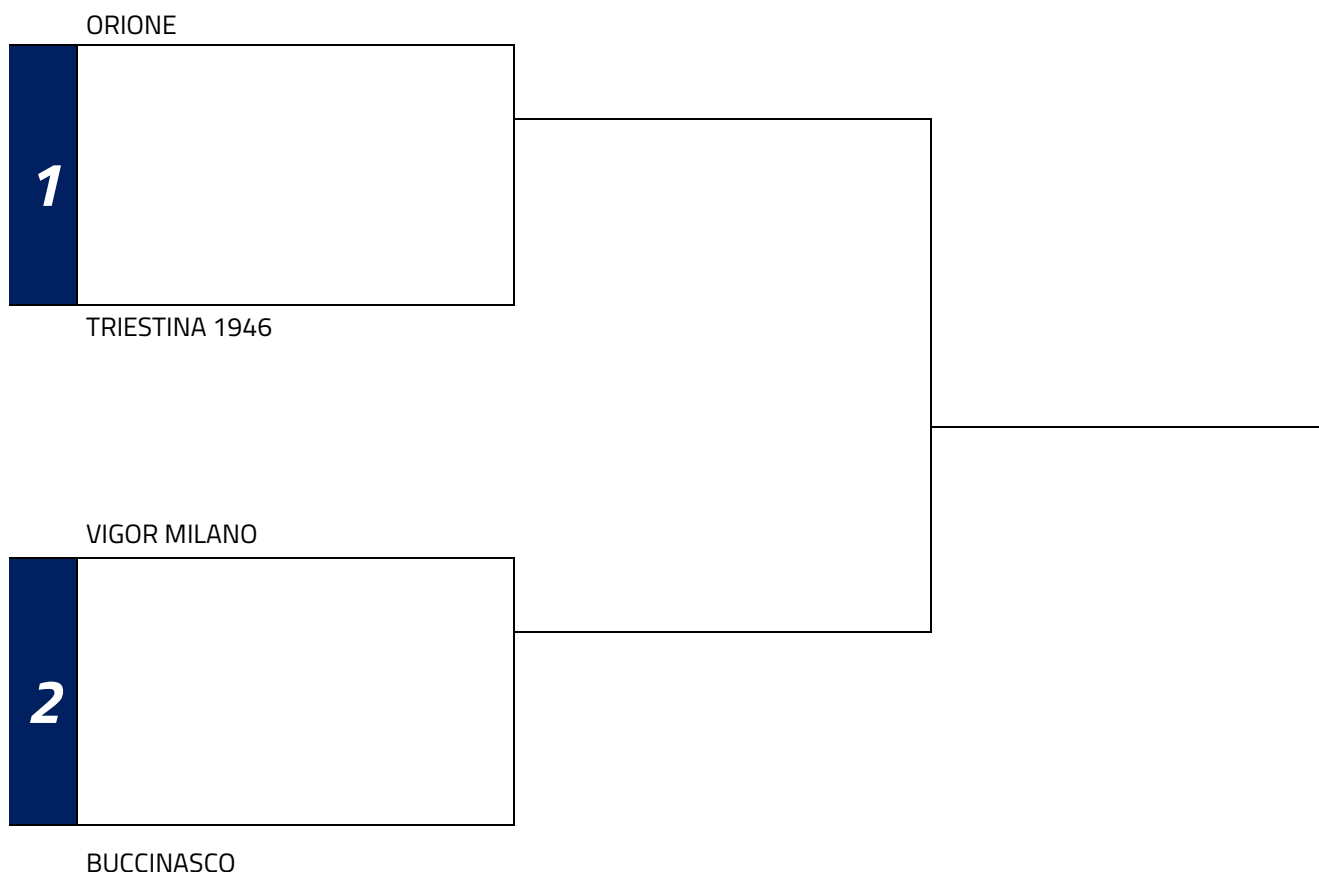 ORIONE
1
TRIESTINA 1946
VIGOR MILANO
2
BUCCINASCO